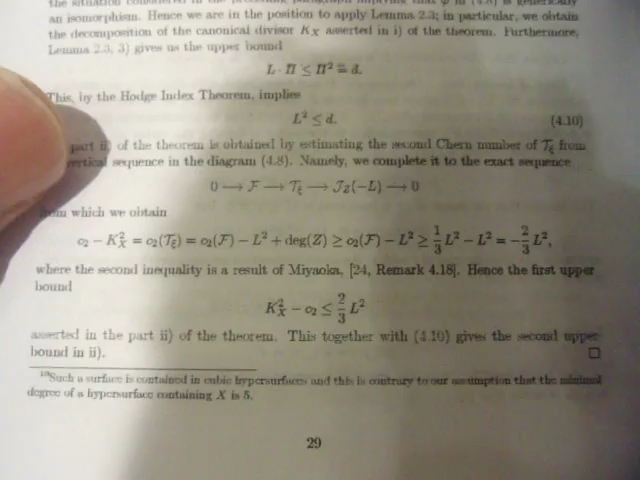 an isomorphism. Hence we are in the position to apply Lemma 2.3; in particular, we obtain
the decomposition of the canonical divisor K_X asserted in i) of the theorem. Furthermore,
Lemma 2.3, 3) gives us the upper bound
L · Π ≤ Π² = d.
This, by the Hodge Index Theorem, implies
L² ≤ d. (4.10)
part ii) of the theorem is obtained by estimating the second Chern number of T_ξ from
vertical sequence in the diagram (4.8). Namely, we complete it to the exact sequence
0 ⟶ F ⟶ T_ξ ⟶ J_Z(−L) ⟶ 0
from which we obtain
c₂ − K_X² = c₂(T_ξ) = c₂(F) − L² + deg(Z) ≥ c₂(F) − L² ≥ 1/3 L² − L² = −2/3 L²,
where the second inequality is a result of Miyaoka, [24, Remark 4.18]. Hence the first upper
bound
K_X² − c₂ ≤ 2/3 L²
asserted in the part ii) of the theorem. This together with (4.10) gives the second upper
bound in ii). □
Such a surface is contained in cubic hypersurfaces and this is contrary to our assumption that the minimal
degree of a hypersurface containing X is 5.
29